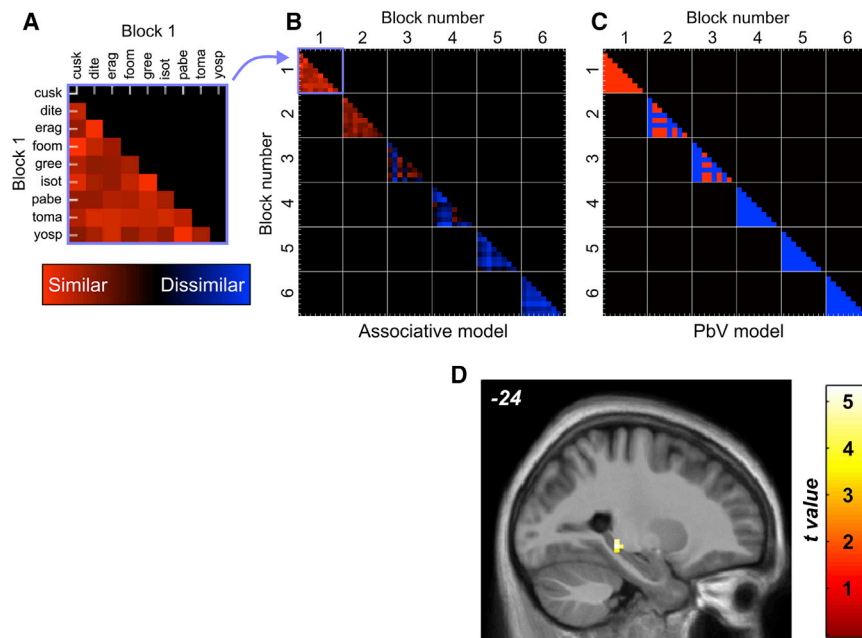 A
Block 1
cusk dite erag foom gree isot pabe toma yosp
Block 1
cusk
dite
erag
foom
gree
isot
pabe
toma
yosp
Similar Dissimilar
B
Block number
1 2 3 4 5 6
Block number
1
2
3
4
5
6
Associative model
C
Block number
1 2 3 4 5 6
1
2
3
4
5
6
PbV model
D
-24
t value
5
4
3
2
1